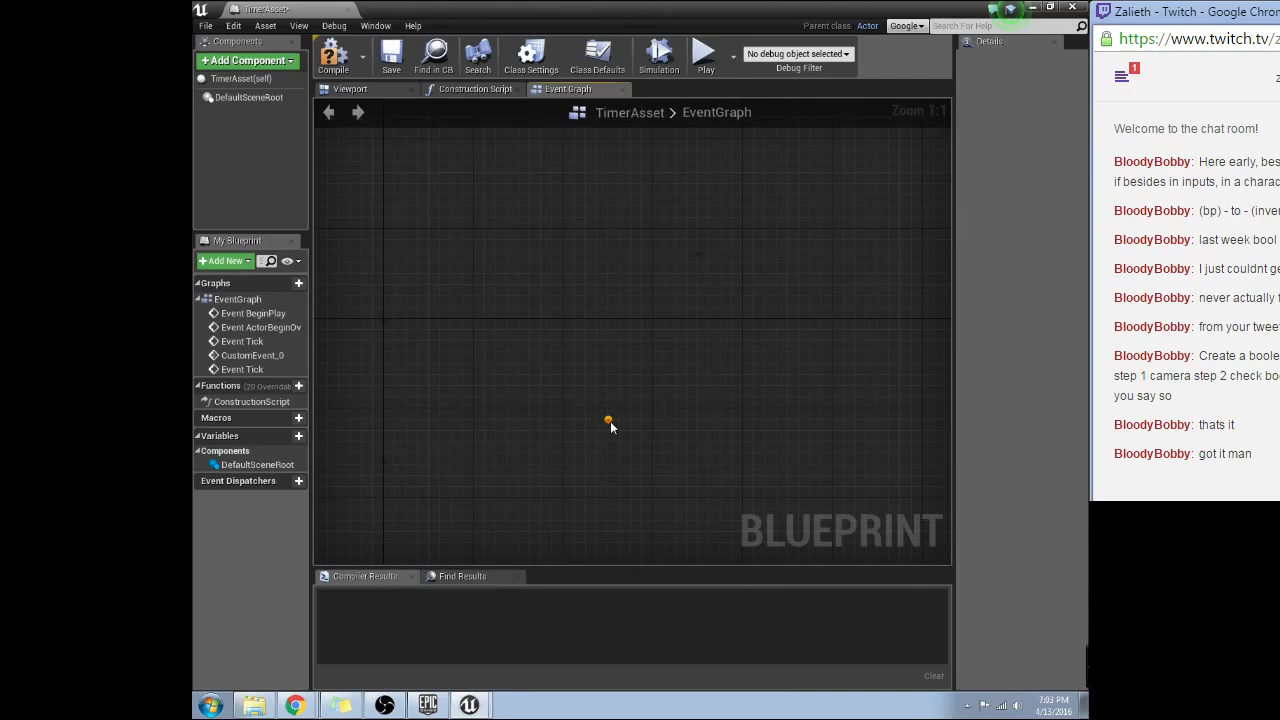 TimerAsset*
Zalieth - Twitch - Google Chro
File Edit Asset View Debug Window Help
Parent class: Actor Google Search For Help
https://www.twitch.tv/z
Components
Details
+ Add Component
Compile Save Find in CB Search Class Settings Class Defaults Simulation Play
No debug object selected
Debug Filter
TimerAsset(self)
DefaultSceneRoot
Viewport Construction Script Event Graph
TimerAsset > EventGraph
Zoom 1:1
1
Welcome to the chat room!
BloodyBobby: Here early, bes
if besides in inputs, in a charac
BloodyBobby: (bp) - to - (inver
BloodyBobby: last week bool
BloodyBobby: I just couldnt ge
BloodyBobby: never actually f
BloodyBobby: from your tweet
BloodyBobby: Create a boole
step 1 camera step 2 check bo
you say so
BloodyBobby: thats it
BloodyBobby: got it man
My Blueprint
+ Add New
Graphs
EventGraph
Event BeginPlay
Event ActorBeginOv
Event Tick
CustomEvent_0
Event Tick
Functions (20 Overridab
ConstructionScript
Macros
Variables
Components
DefaultSceneRoot
Event Dispatchers
BLUEPRINT
Compiler Results Find Results
Clear
EPIC
GAMES
7:03 PM
4/13/2016